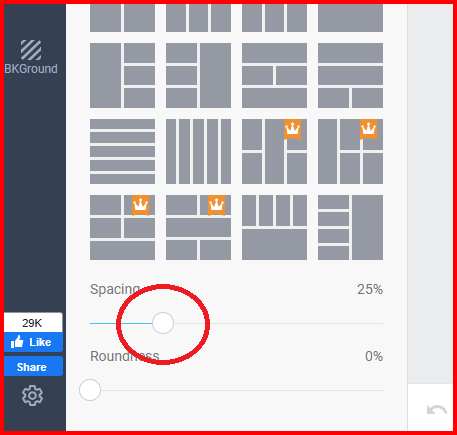 BKGround
Spacing 25%
29K
Like
Roundness 0%
Share